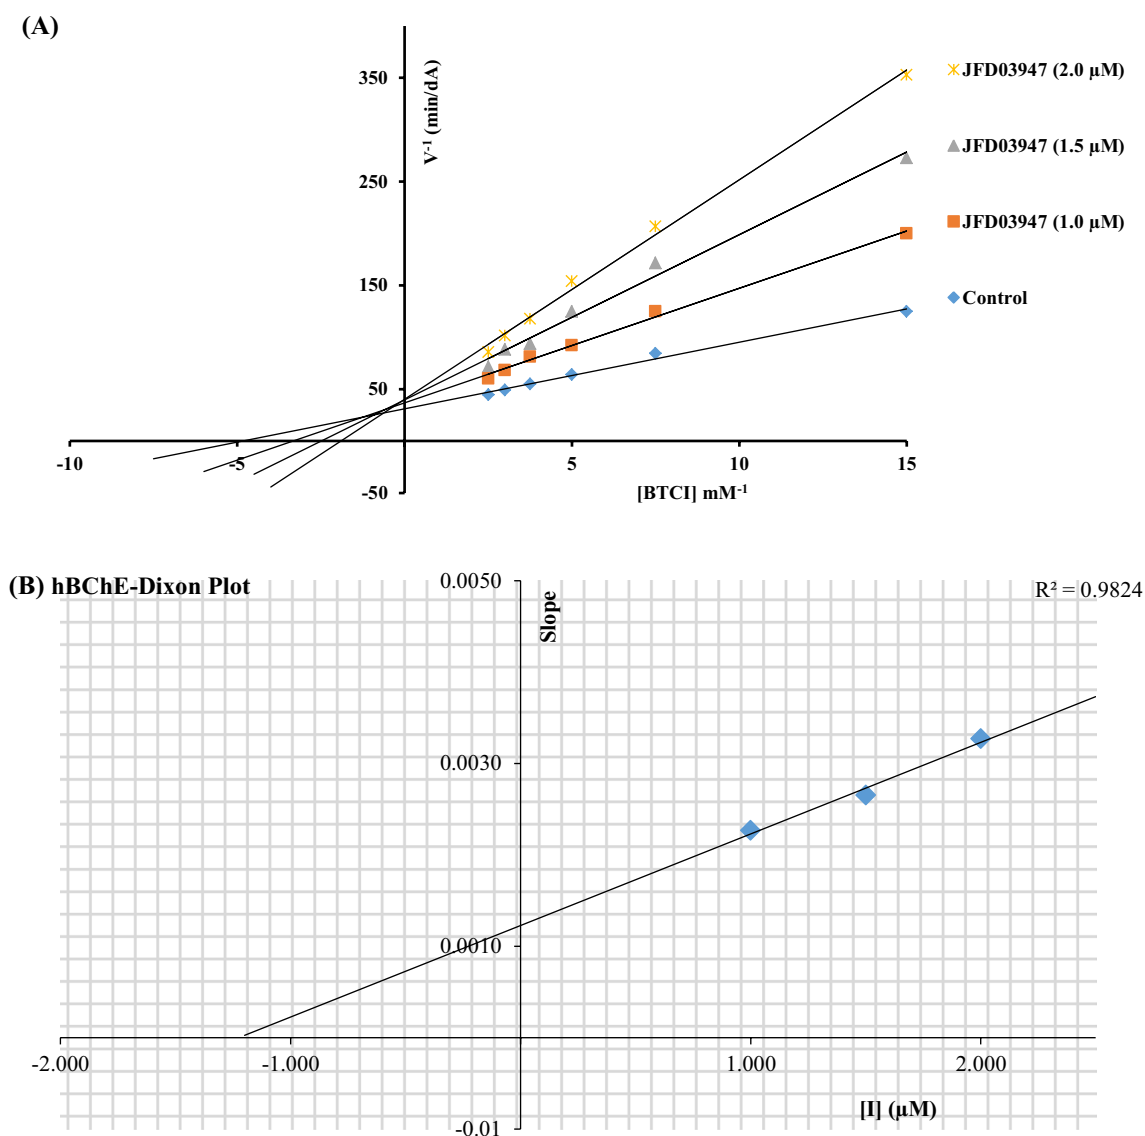 (A)
V⁻¹ (min/dA)
350
250
150
50
-50
-10
-5
5
10
15
[BTCI] mM⁻¹
JFD03947 (2.0 µM)
JFD03947 (1.5 µM)
JFD03947 (1.0 µM)
Control
(B) hBChE-Dixon Plot
R² = 0.9824
Slope
0.0050
0.0030
0.0010
-0.01
-2.000
-1.000
1.000
2.000
[I] (µM)